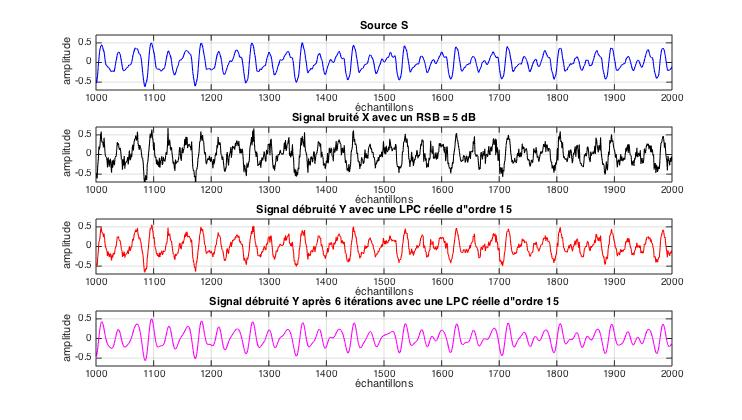 Source S
amplitude
0.5
0
-0.5
1000 1100 1200 1300 1400 1500 1600 1700 1800 1900 2000
échantillons
Signal bruité X avec un RSB = 5 dB
amplitude
0.5
0
-0.5
1000 1100 1200 1300 1400 1500 1600 1700 1800 1900 2000
échantillons
Signal débruité Y avec une LPC réelle d"ordre 15
amplitude
0.5
0
-0.5
1000 1100 1200 1300 1400 1500 1600 1700 1800 1900 2000
échantillons
Signal débruité Y après 6 itérations avec une LPC réelle d"ordre 15
amplitude
0.5
0
-0.5
1000 1100 1200 1300 1400 1500 1600 1700 1800 1900 2000
échantillons